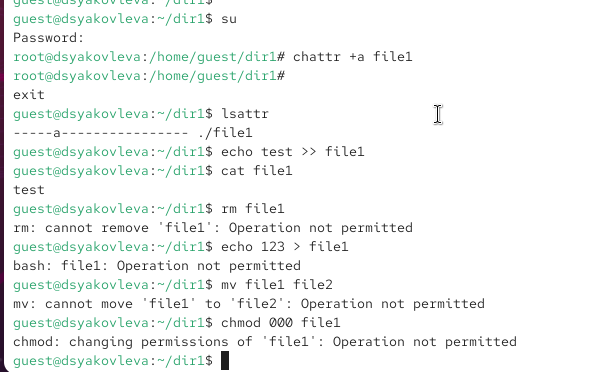 guest@dsyakovleva:~/dir1$
guest@dsyakovleva:~/dir1$ su
Password:
root@dsyakovleva:/home/guest/dir1# chattr +a file1
root@dsyakovleva:/home/guest/dir1#
exit
guest@dsyakovleva:~/dir1$ lsattr
-----a---------------- ./file1
guest@dsyakovleva:~/dir1$ echo test >> file1
guest@dsyakovleva:~/dir1$ cat file1
test
guest@dsyakovleva:~/dir1$ rm file1
rm: cannot remove 'file1': Operation not permitted
guest@dsyakovleva:~/dir1$ echo 123 > file1
bash: file1: Operation not permitted
guest@dsyakovleva:~/dir1$ mv file1 file2
mv: cannot move 'file1' to 'file2': Operation not permitted
guest@dsyakovleva:~/dir1$ chmod 000 file1
chmod: changing permissions of 'file1': Operation not permitted
guest@dsyakovleva:~/dir1$